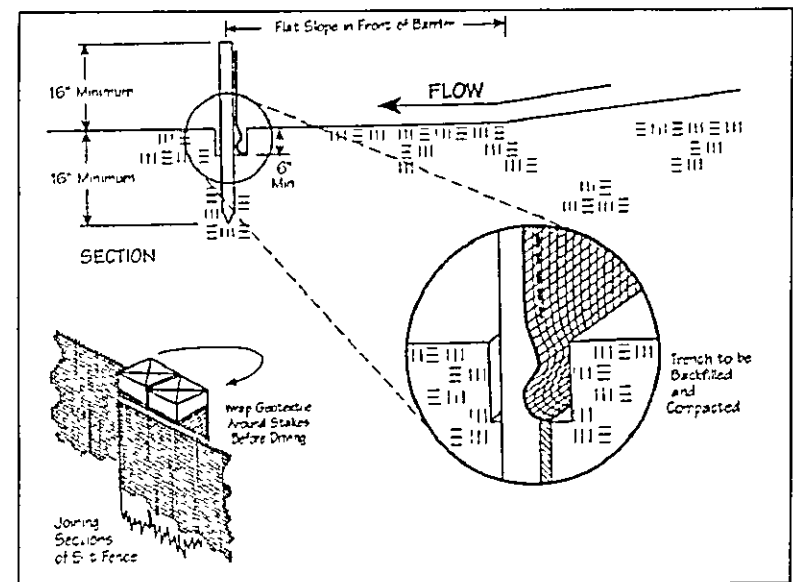 Flat Slope in Front of Barrier
16" Minimum
FLOW
6"
Min
16" Minimum
SECTION
Wrap Geotextile
Around Stakes
Before Driving
Trench to be
Backfilled
and
Compacted
Joining
Sections
of Silt Fence